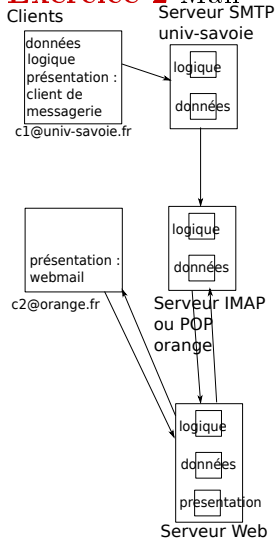 Exercice 2 Mail
Clients
Serveur SMTP
univ-savoie
données
logique
présentation :
client de
messagerie
c1@univ-savoie.fr
logique
données
présentation :
webmail
c2@orange.fr
logique
données
Serveur IMAP
ou POP
orange
logique
données
presentation
Serveur Web